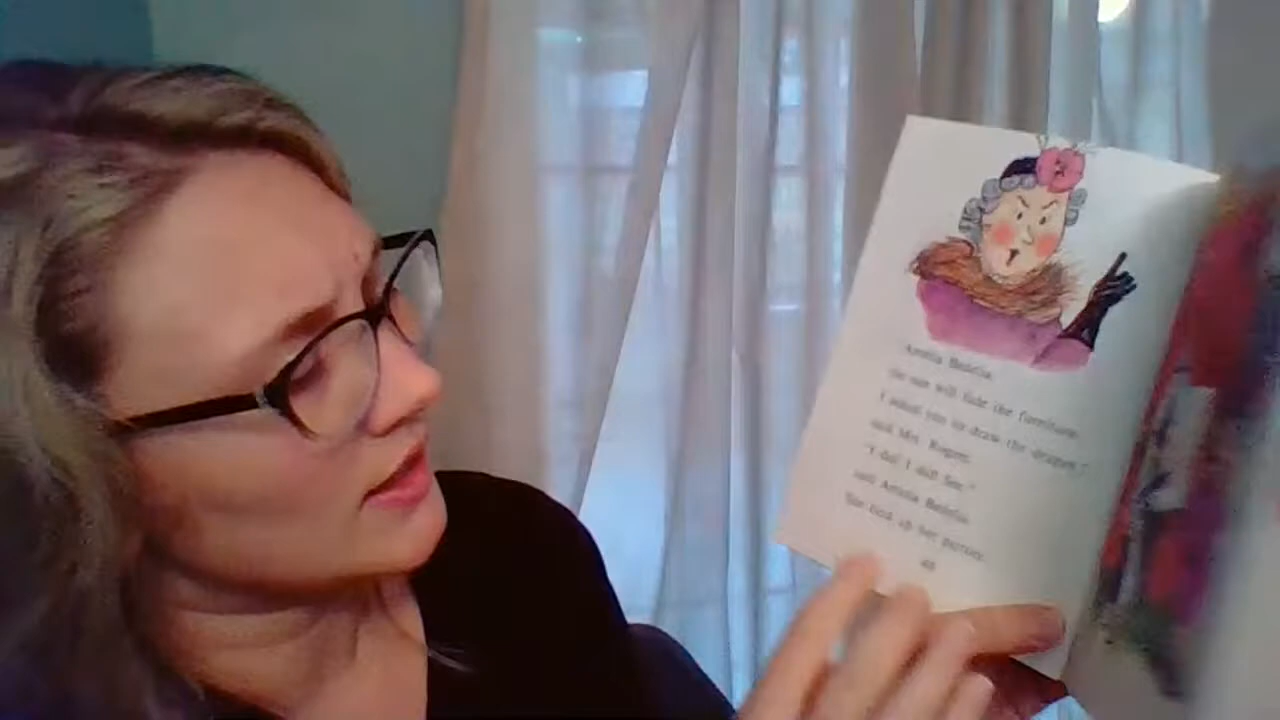 Amelia Bedelia,
the sun will fade the furniture.
I asked you to draw the drapes,"
said Mrs. Rogers.
"I did! I did! See."
said Amelia Bedelia.
She held up her picture.
48